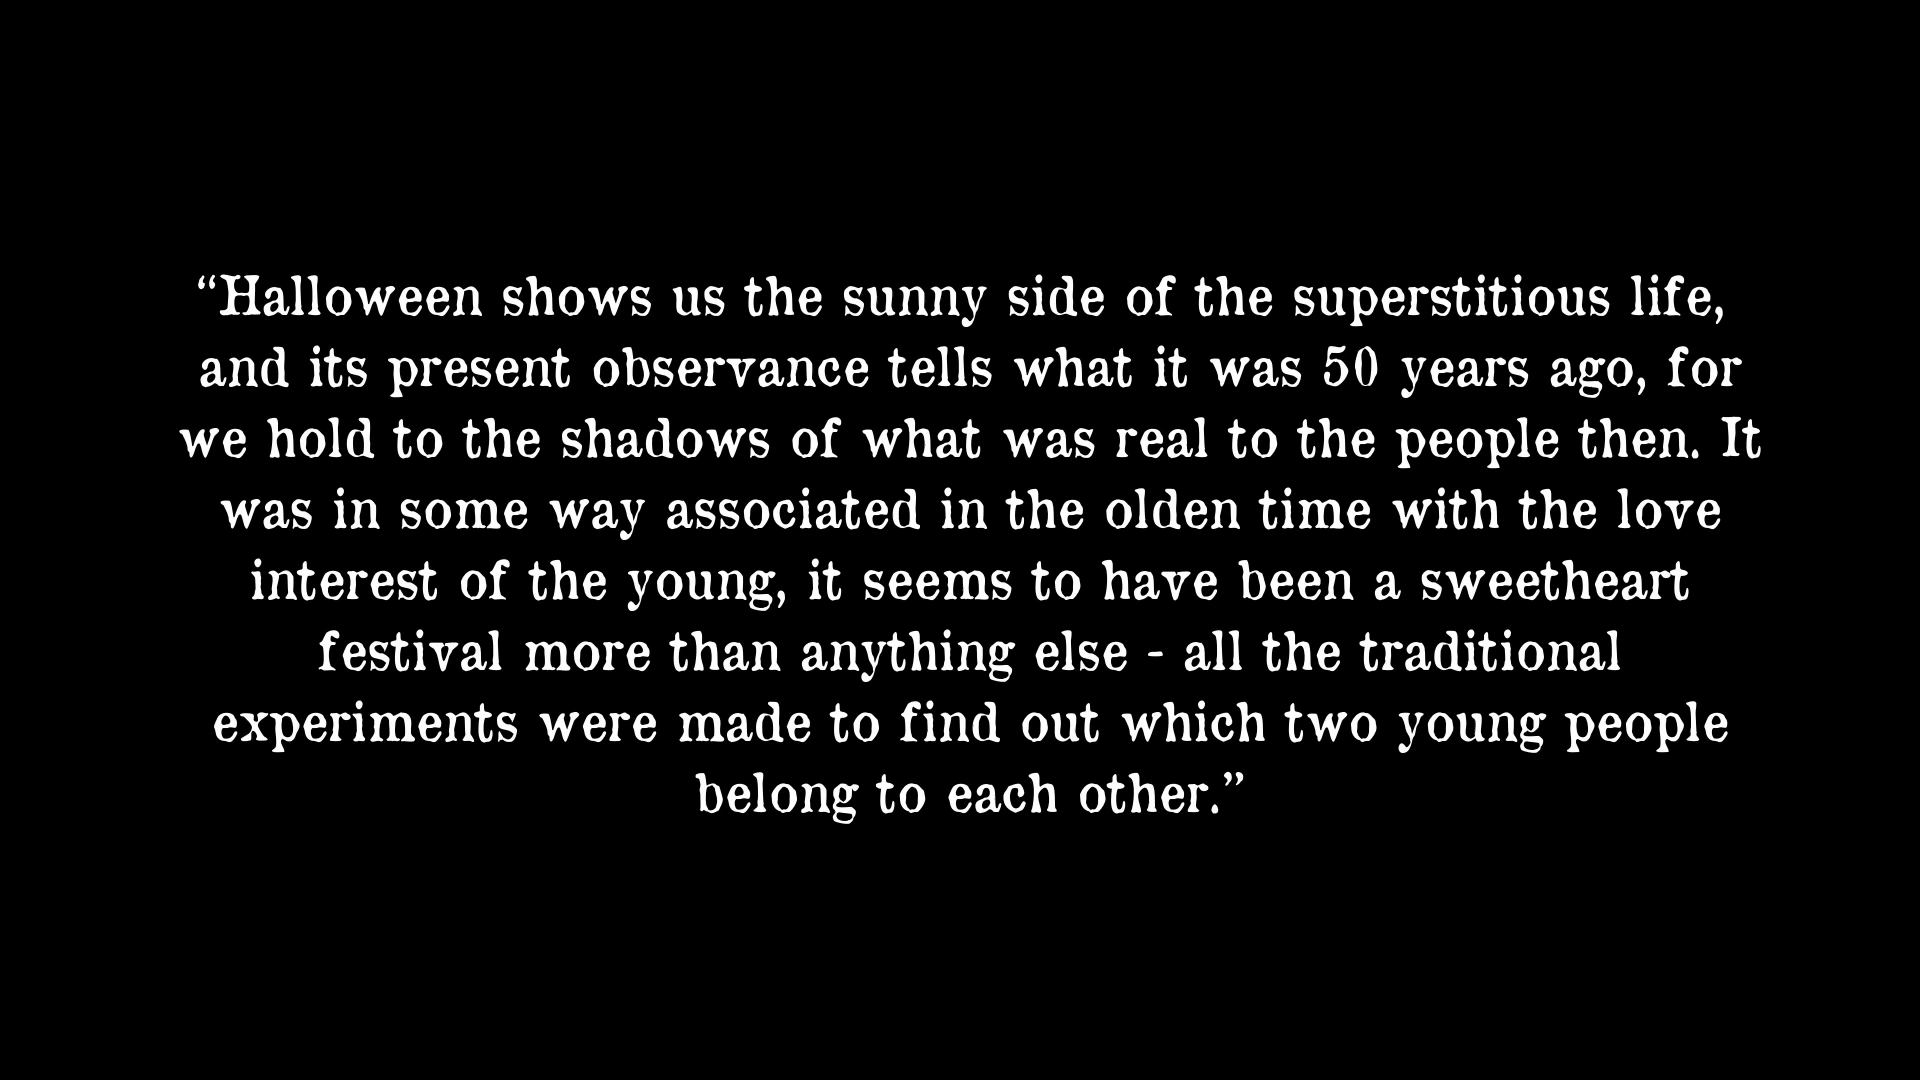 “Halloween shows us the sunny side of the superstitious life,
and its present observance tells what it was 50 years ago, for
we hold to the shadows of what was real to the people then. It
was in some way associated in the olden time with the love
interest of the young, it seems to have been a sweetheart
festival more than anything else - all the traditional
experiments were made to find out which two young people
belong to each other.”